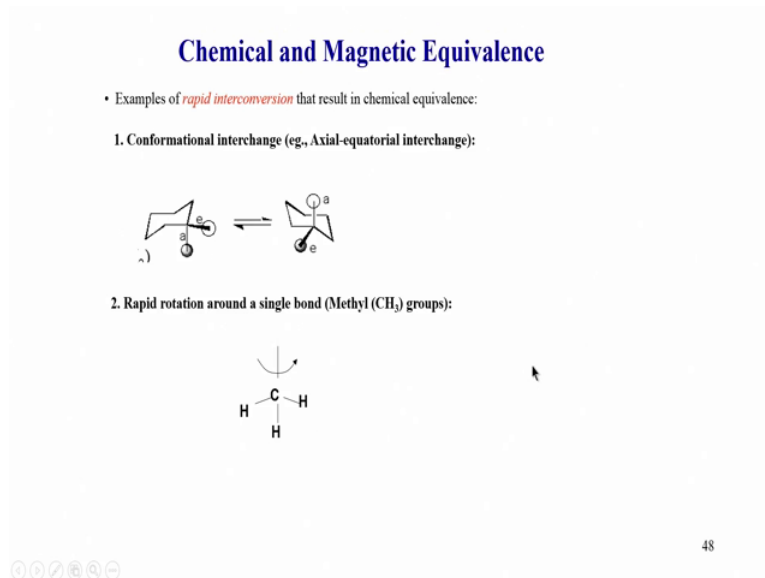 Chemical and Magnetic Equivalence
• Examples of rapid interconversion that result in chemical equivalence:
1. Conformational interchange (eg., Axial-equatorial interchange):
e
a
a
e
2. Rapid rotation around a single bond (Methyl (CH₃) groups):
C
H
H
H
48